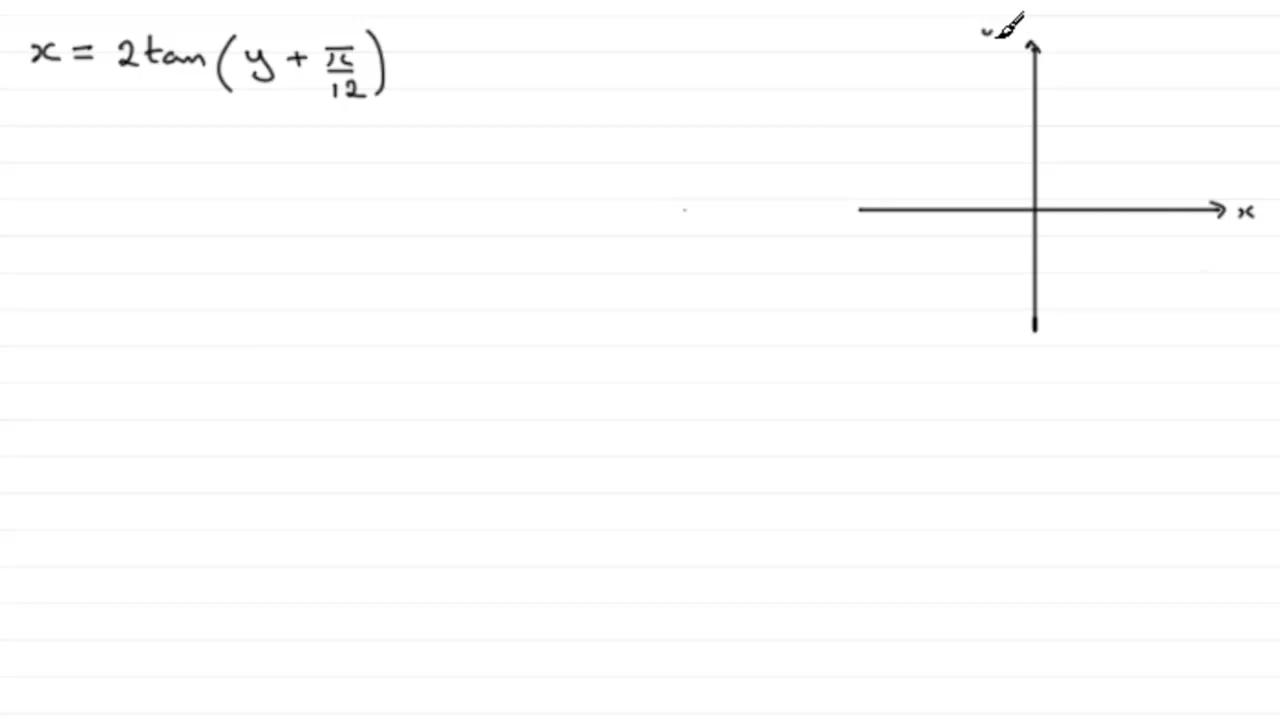 x = 2tan(y + π/12)
x